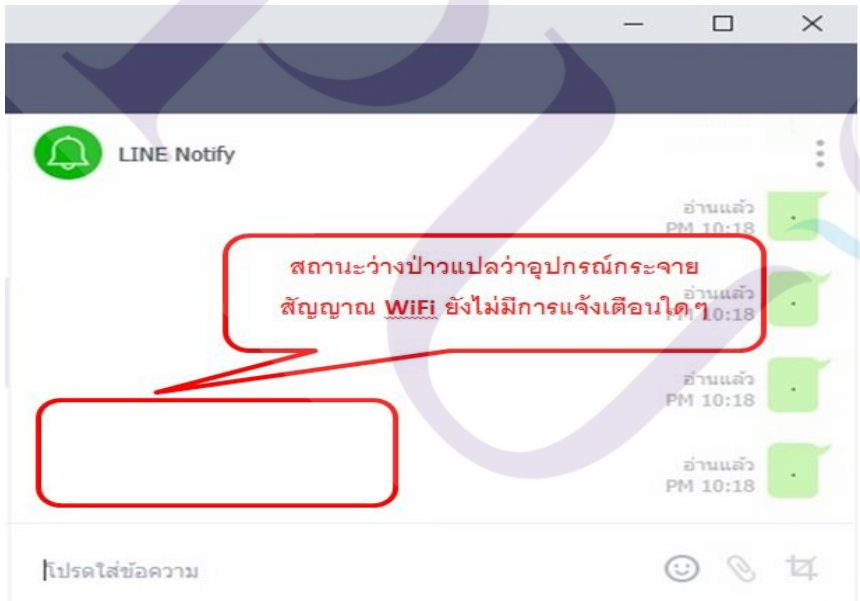 LINE Notify
อ่านแล้ว
PM 10:18
.
สถานะว่างป่าวแปลว่าอุปกรณ์กระจาย
สัญญาณ WiFi ยังไม่มีการแจ้งเตือนใดๆ
อ่านแล้ว
PM 10:18
.
อ่านแล้ว
PM 10:18
.
อ่านแล้ว
PM 10:18
.
โปรดใส่ข้อความ